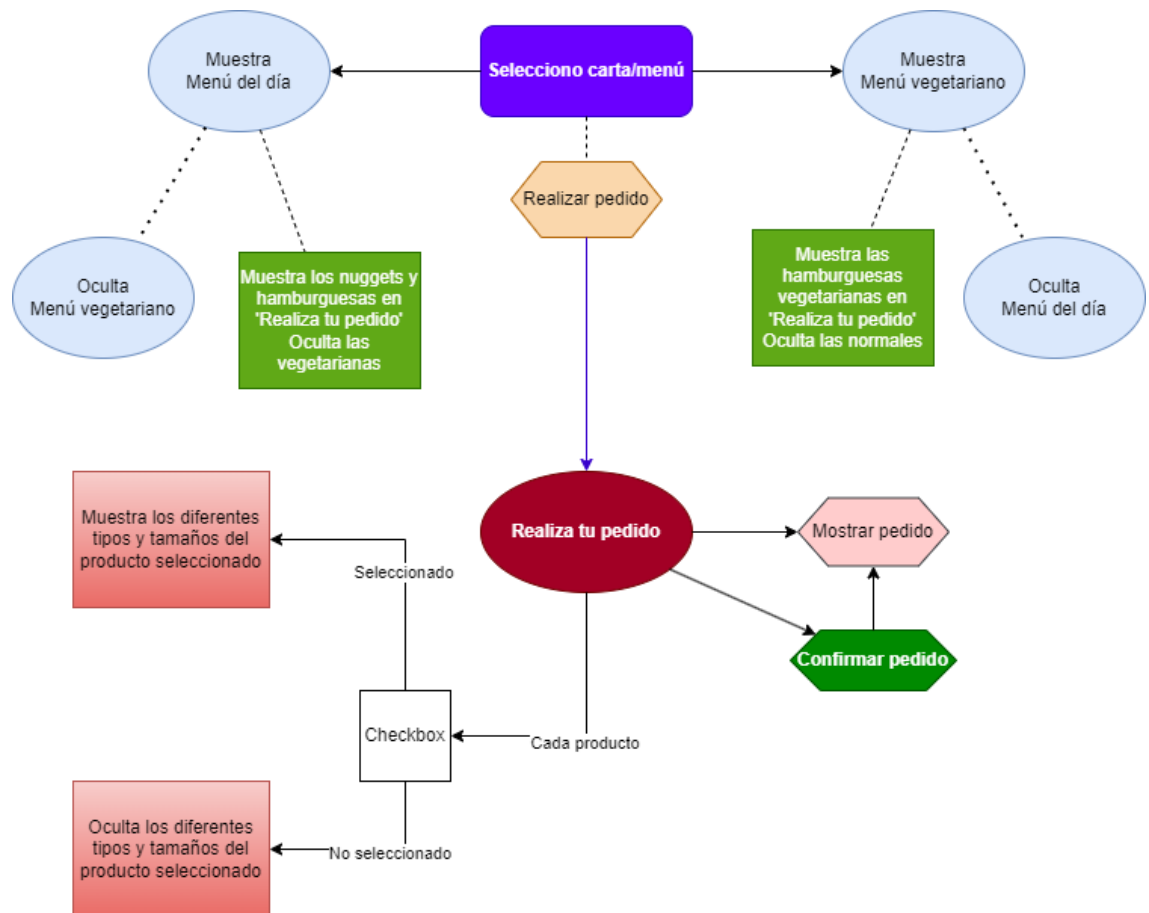 Muestra
Menú del día
Selecciono carta/menú
Muestra
Menú vegetariano
Realizar pedido
Oculta
Menú vegetariano
Muestra los nuggets y
hamburguesas en
'Realiza tu pedido'
Oculta las
vegetarianas
Muestra las
hamburguesas
vegetarianas en
'Realiza tu pedido'
Oculta las normales
Oculta
Menú del día
Muestra los diferentes
tipos y tamaños del
producto seleccionado
Seleccionado
Realiza tu pedido
Mostrar pedido
Confirmar pedido
Checkbox
Cada producto
Oculta los diferentes
tipos y tamaños del
producto seleccionado
No seleccionado